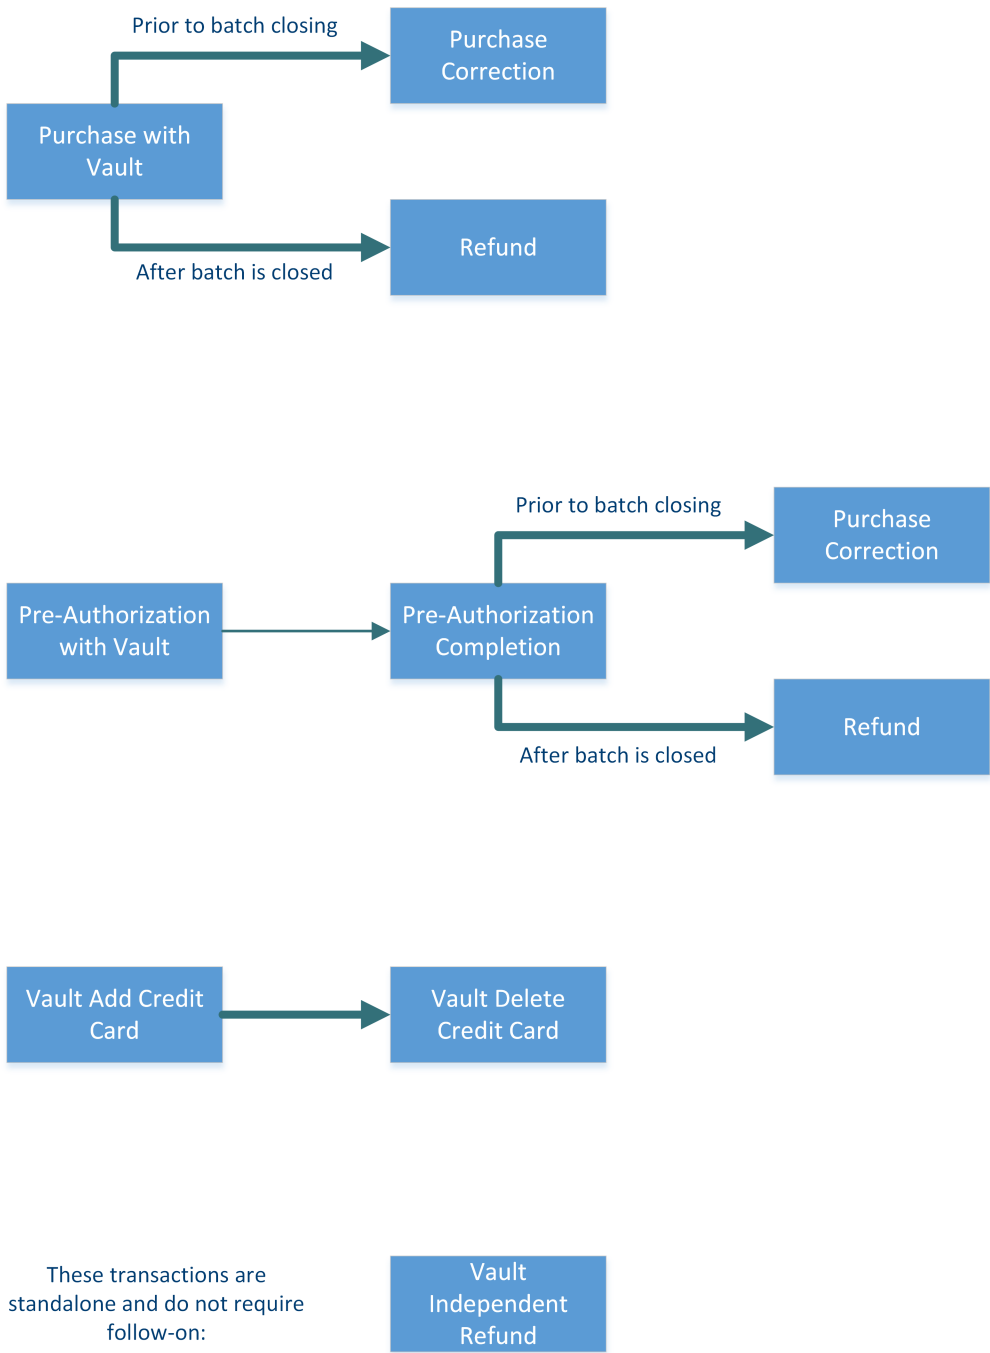 Prior to batch closing
Purchase
Correction
Purchase with
Vault
Refund
After batch is closed
Prior to batch closing
Purchase
Correction
Pre-Authorization
with Vault
Pre-Authorization
Completion
Refund
After batch is closed
Vault Add Credit
Card
Vault Delete
Credit Card
These transactions are
standalone and do not require
follow-on:
Vault
Independent
Refund